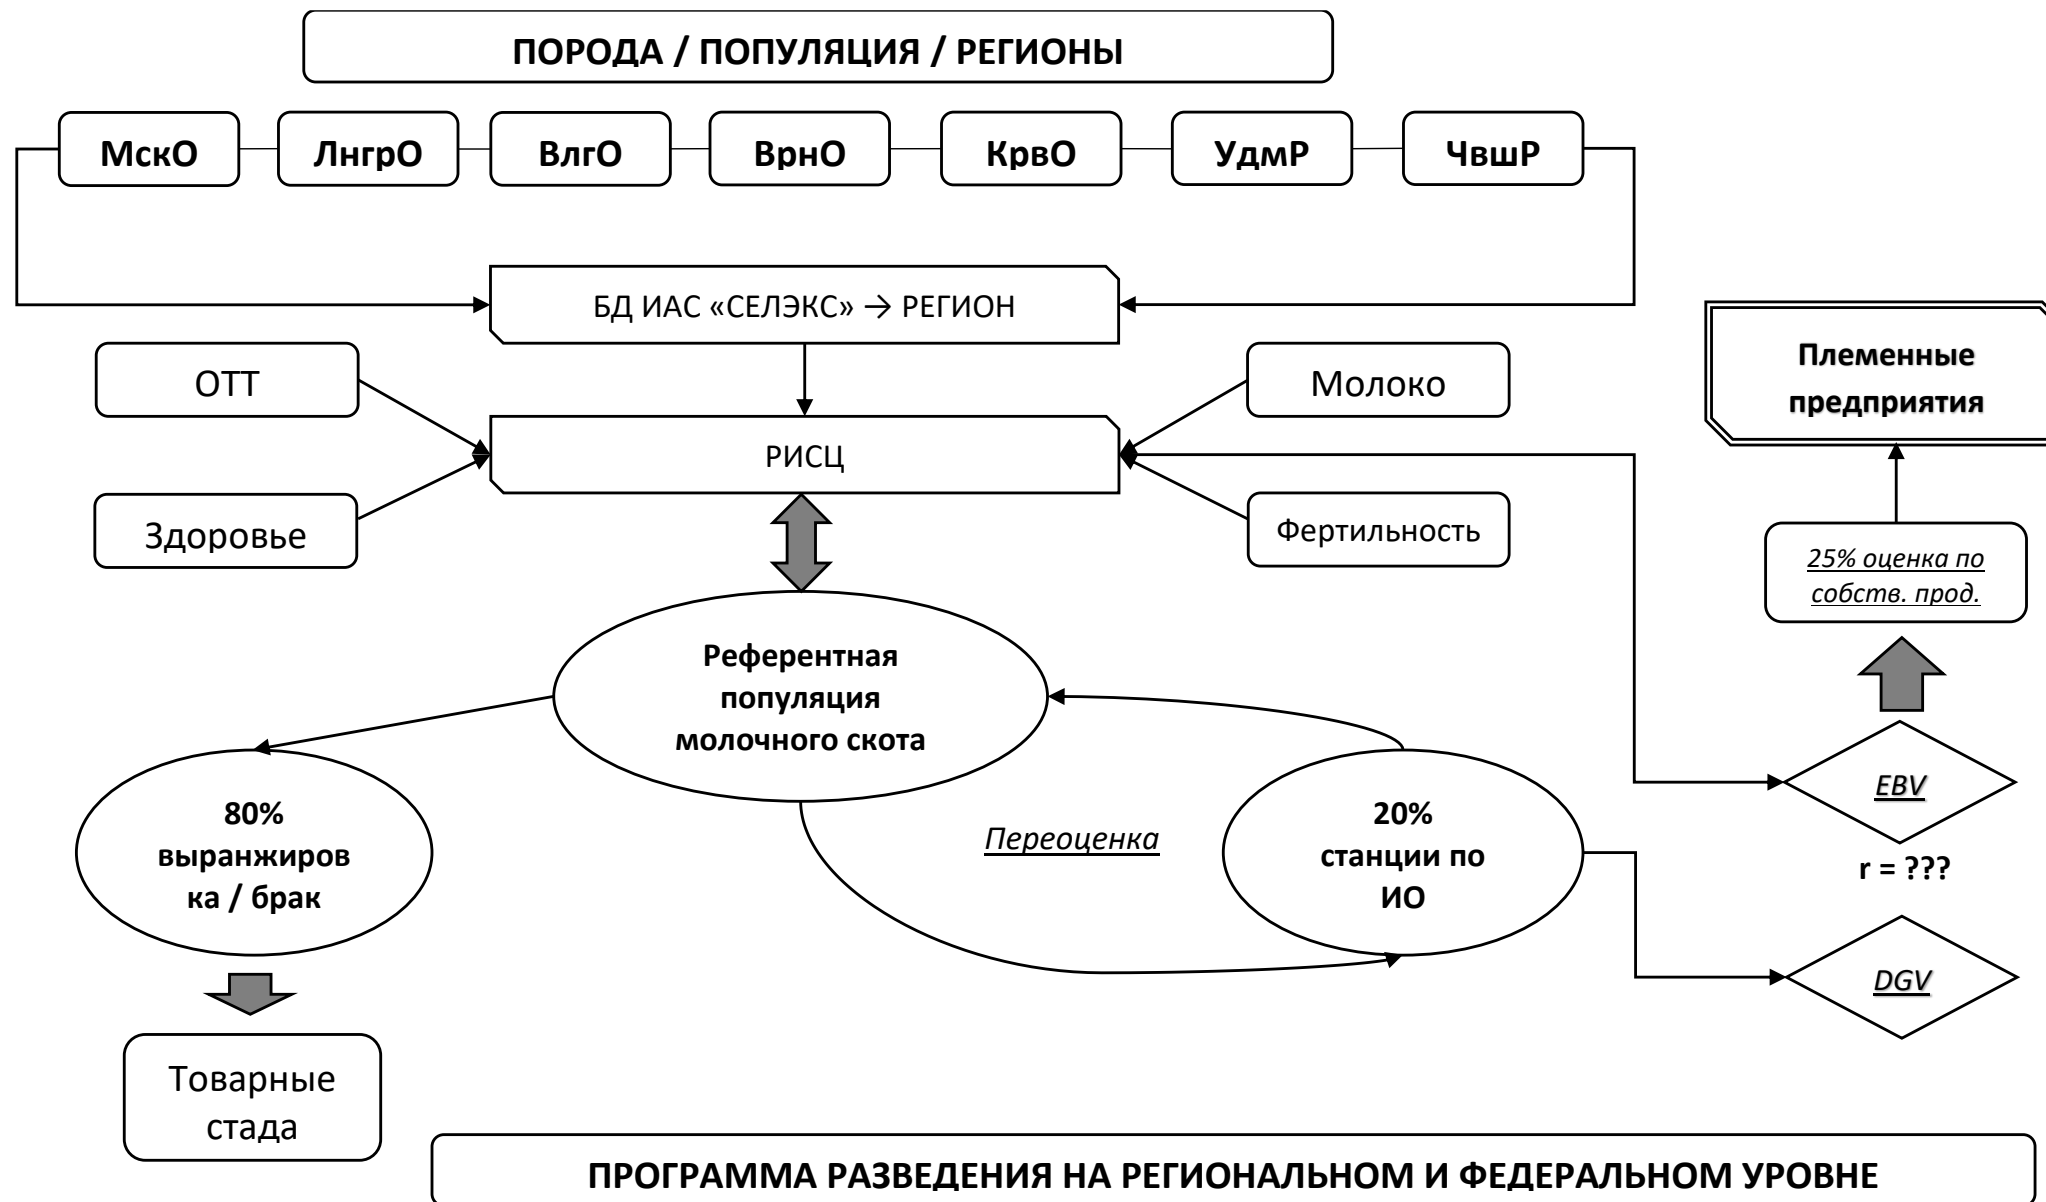 ПОРОДА / ПОПУЛЯЦИЯ / РЕГИОНЫ
МскО
ЛнгрО
ВлгО
ВрнО
КрвО
УдмР
ЧвшР
БД ИАС «СЕЛЭКС» → РЕГИОН
ОТТ
Молоко
Племенные
предприятия
РИСЦ
Здоровье
Фертильность
25% оценка по
собств. прод.
Референтная
популяция
молочного скота
EBV
80%
выранжиров
ка / брак
Переоценка
20%
станции по
ИО
r = ???
DGV
Товарные
стада
ПРОГРАММА РАЗВЕДЕНИЯ НА РЕГИОНАЛЬНОМ И ФЕДЕРАЛЬНОМ УРОВНЕ